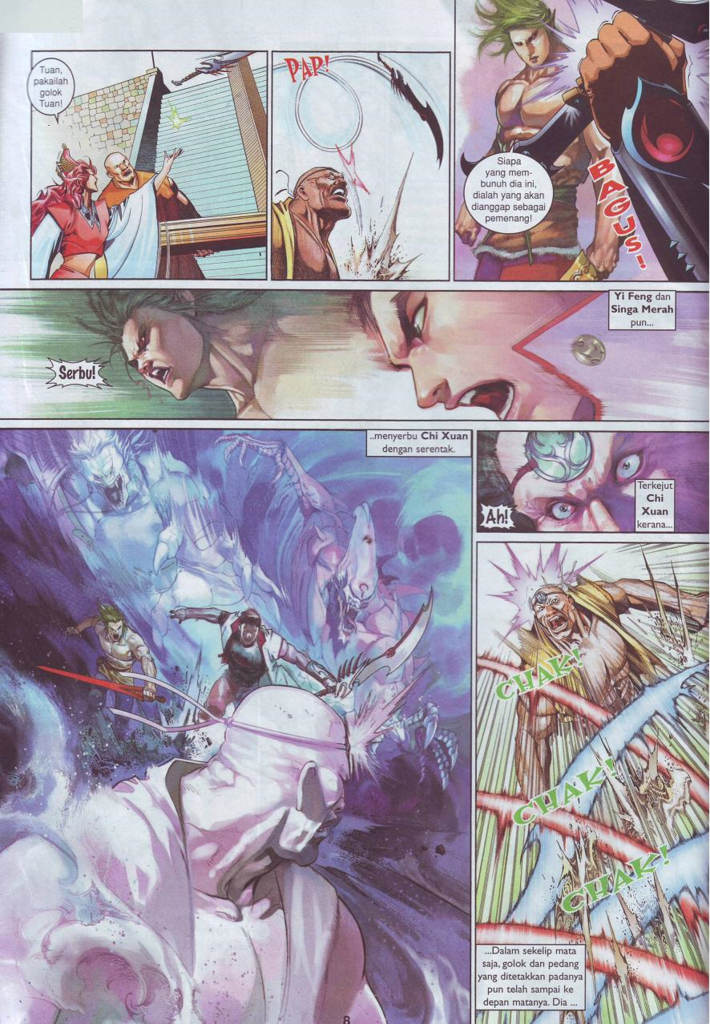 Tuan,
pakailah
golok
Tuan!
PAP!
Siapa
yang mem-
bunuh dia ini,
dialah yang akan
dianggap sebagai
pemenang!
BAGUS!
Yi Feng dan
Singa Merah
pun...
Serbu!
..menyerbu Chi Xuan
dengan serentak.
Ah!
Terkejut
Chi
Xuan
kerana...
CHAK!
CHAK!
CHAK!
...Dalam sekelip mata
saja, golok dan pedang
yang ditetakkan padanya
pun telah sampai ke
depan matanya. Dia ...
8